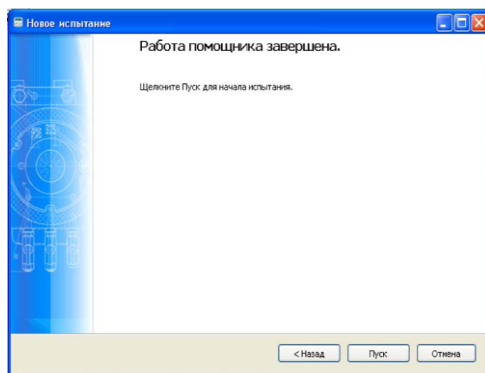 Новое испытание
Работа помощника завершена.
Щелкните Пуск для начала испытания.
< Назад
Пуск
Отмена